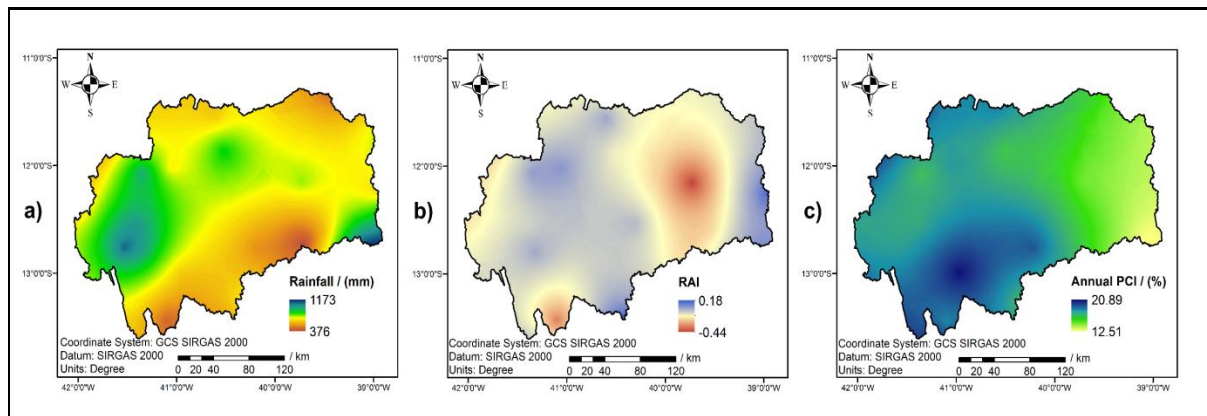 a)
11°0'0"S
12°0'0"S
13°0'0"S
N
W E
S
Rainfall / (mm)
1173
376
Coordinate System: GCS SIRGAS 2000
Datum: SIRGAS 2000
Units: Degree
/ km
0 20 40 80 120
42°0'0"W 41°0'0"W 40°0'0"W 39°0'0"W
b)
11°0'0"S
12°0'0"S
13°0'0"S
N
W E
S
RAI
0.18
-0.44
Coordinate System: GCS SIRGAS 2000
Datum: SIRGAS 2000
Units: Degree
/ km
0 20 40 80 120
42°0'0"W 41°0'0"W 40°0'0"W 39°0'0"W
c)
11°0'0"S
12°0'0"S
13°0'0"S
N
W E
S
Annual PCI / (%)
20.89
12.51
Coordinate System: GCS SIRGAS 2000
Datum: SIRGAS 2000
Units: Degree
/ km
0 20 40 80 120
42°0'0"W 41°0'0"W 40°0'0"W 39°0'0"W